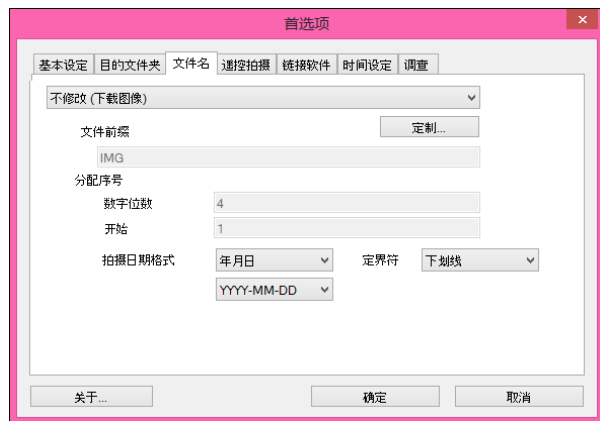 首选项
基本设定 目的文件夹 文件名 遥控拍摄 链接软件 时间设定 调查
不修改 (下载图像)
文件前缀 定制...
IMG
分配序号
数字位数 4
开始 1
拍摄日期格式 年月日 定界符 下划线
YYYY-MM-DD
关于... 确定 取消